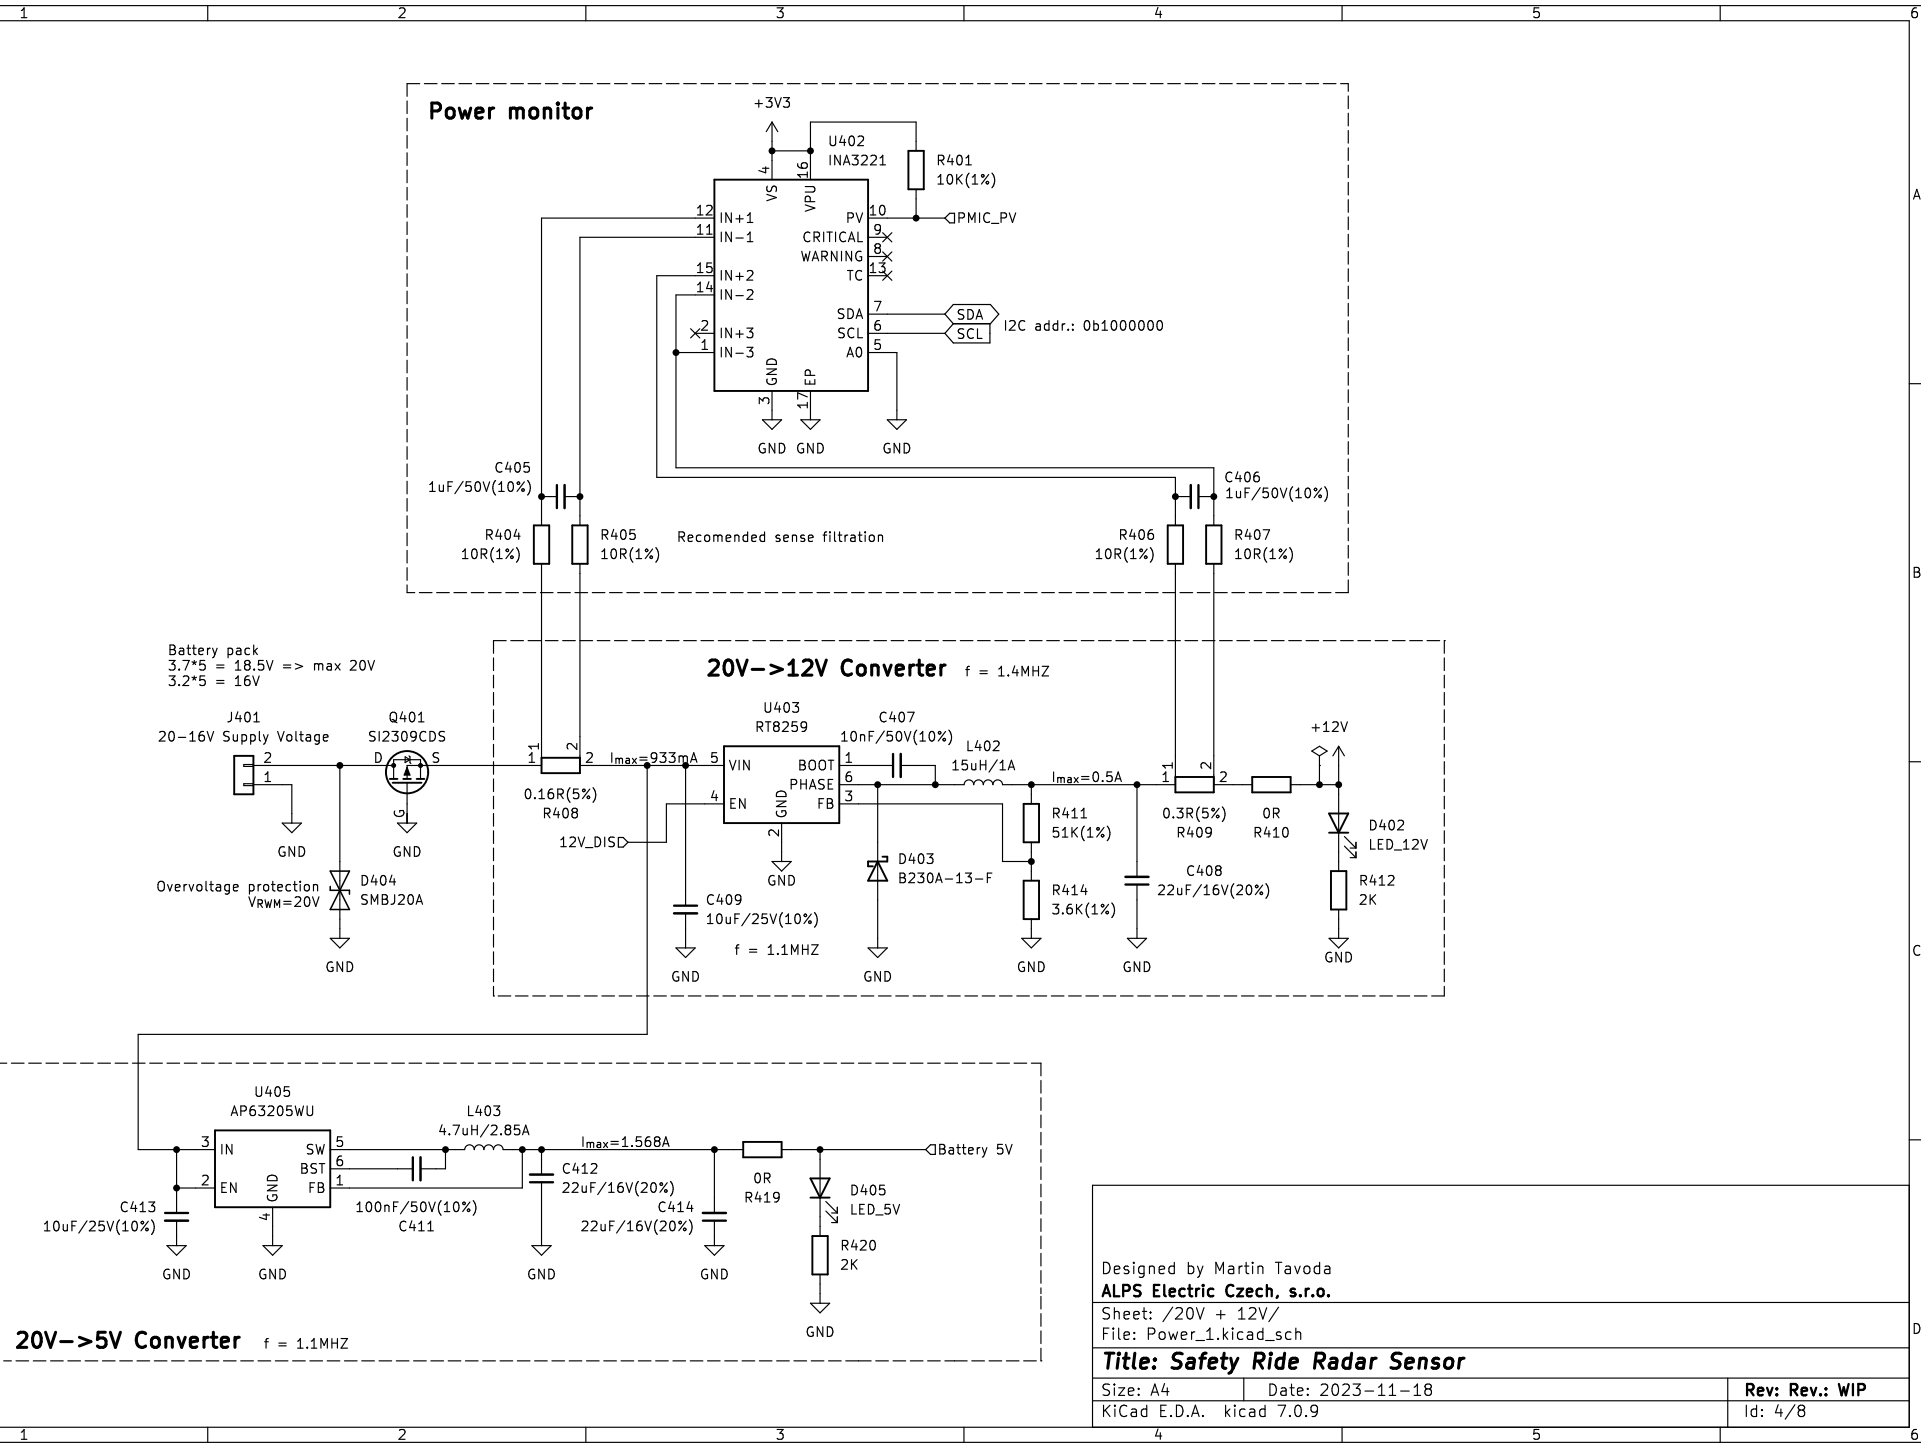 1 2 3 4 5 6
Power monitor
+3V3
U402
INA3221
R401
10K(1%)
4
16
VS
VPU
12 IN+1
11 IN-1
15 IN+2
14 IN-2
2 IN+3
1 IN-3
PV 10
PMIC_PV
CRITICAL 9
WARNING 8
TC 13
SDA 7
SDA
SCL 6
SCL
I2C addr.: 0b1000000
A0 5
GND
EP
3
17
GND GND GND
A
C405
1uF/50V(10%)
C406
1uF/50V(10%)
R404
10R(1%)
R405
10R(1%)
Recomended sense filtration
R406
10R(1%)
R407
10R(1%)
B
Battery pack
3.7*5 = 18.5V => max 20V
3.2*5 = 16V
20V->12V Converter f = 1.4MHZ
J401
20-16V Supply Voltage
2
1
GND
Q401
SI2309CDS
D S
G
GND
Overvoltage protection
VRWM=20V
D404
SMBJ20A
GND
1 1 2 2
0.16R(5%)
R408
Imax=933mA
12V_DIS
U403
RT8259
5 VIN
4 EN
BOOT 1
PHASE 6
FB 3
GND
2
GND
C407
10nF/50V(10%)
L402
15uH/1A
Imax=0.5A
C409
10uF/25V(10%)
f = 1.1MHZ
GND
D403
B230A-13-F
GND
R411
51K(1%)
R414
3.6K(1%)
GND
C408
22uF/16V(20%)
GND
1 1 2 2
0.3R(5%)
R409
0R
R410
+12V
D402
LED_12V
R412
2K
GND
C
U405
AP63205WU
3 IN
2 EN
SW 5
BST 6
FB 1
GND
4
GND
C413
10uF/25V(10%)
GND
L403
4.7uH/2.85A
100nF/50V(10%)
C411
Imax=1.568A
C412
22uF/16V(20%)
GND
C414
22uF/16V(20%)
GND
0R
R419
Battery 5V
D405
LED_5V
R420
2K
GND
20V->5V Converter f = 1.1MHZ
D
Designed by Martin Tavoda
ALPS Electric Czech, s.r.o.
Sheet: /20V + 12V/
File: Power_1.kicad_sch
Title: Safety Ride Radar Sensor
Size: A4 Date: 2023-11-18 Rev: Rev.: WIP
KiCad E.D.A. kicad 7.0.9 Id: 4/8
1 2 3 4 5 6